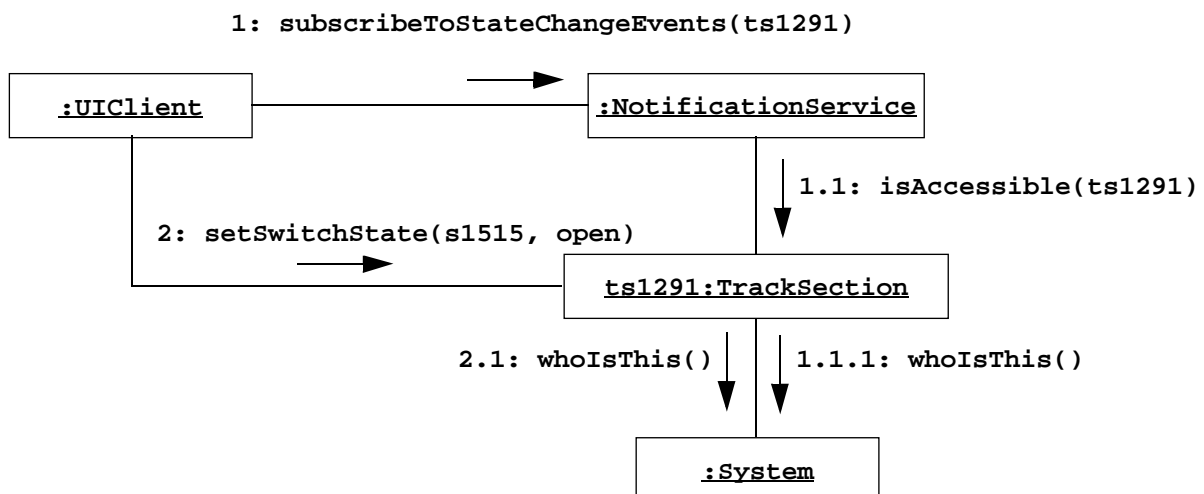 1: subscribeToStateChangeEvents(ts1291)
:UIClient
:NotificationService
1.1: isAccessible(ts1291)
2: setSwitchState(s1515, open)
ts1291:TrackSection
2.1: whoIsThis()
1.1.1: whoIsThis()
:System